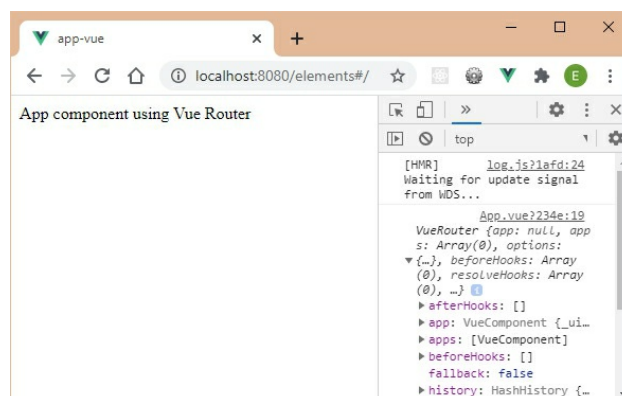 app-vue
localhost:8080/elements#/
E
App component using Vue Router
top
[HMR] log.js?1afd:24
Waiting for update signal
from WDS...
App.vue?234e:19
VueRouter {app: null, app
s: Array(0), options:
{…}, beforeHooks: Array
(0), resolveHooks: Array
(0), …} i
afterHooks: []
app: VueComponent {_ui…
apps: [VueComponent]
beforeHooks: []
fallback: false
history: HashHistory {…